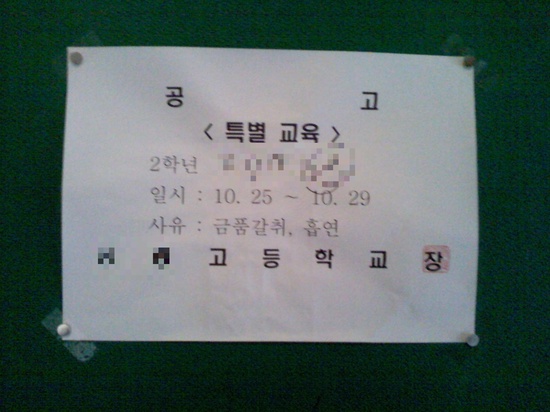 공 고
< 특별 교육 >
2학년
일시 : 10. 25 ~ 10. 29
사유 : 금품갈취, 흡연
고 등 학 교 장